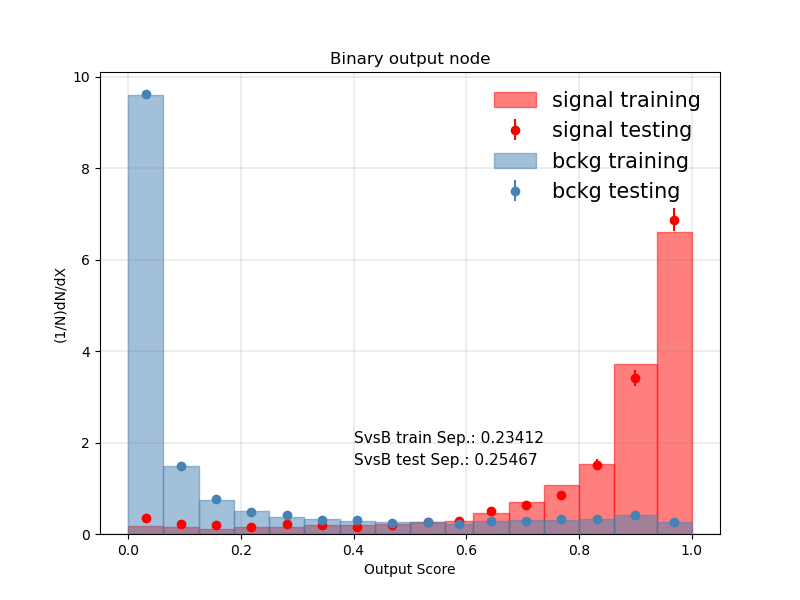 Binary output node
signal training
signal testing
bckg training
bckg testing
(1/N)dN/dX
10
8
6
4
2
0
SvsB train Sep.: 0.23412
SvsB test Sep.: 0.25467
0.0 0.2 0.4 0.6 0.8 1.0
Output Score